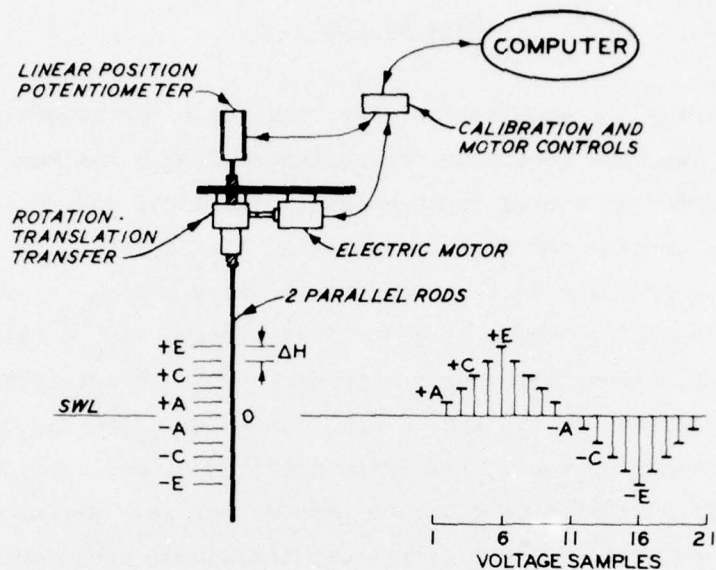 COMPUTER
LINEAR POSITION
POTENTIOMETER
CALIBRATION AND
MOTOR CONTROLS
ROTATION-
TRANSLATION
TRANSFER
ELECTRIC MOTOR
2 PARALLEL RODS
+E
ΔH
+C
+A
SWL
O
-A
-C
-E
+E
+C
+A
-A
-C
-E
1 6 11 16 21
VOLTAGE SAMPLES